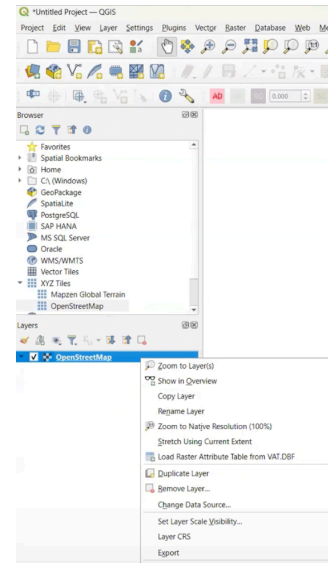 *Untitled Project — QGIS
Project Edit View Layer Settings Plugins Vector Raster Database Web Me
AD
0.000
Browser
Favorites
Spatial Bookmarks
Home
C:\ (Windows)
GeoPackage
SpatiaLite
PostgreSQL
SAP HANA
MS SQL Server
Oracle
WMS/WMTS
Vector Tiles
XYZ Tiles
Mapzen Global Terrain
OpenStreetMap
Layers
OpenStreetMap
Zoom to Layer(s)
Show in Overview
Copy Layer
Rename Layer
Zoom to Native Resolution (100%)
Stretch Using Current Extent
Load Raster Attribute Table from VAT.DBF
Duplicate Layer
Remove Layer...
Change Data Source...
Set Layer Scale Visibility...
Layer CRS
Export